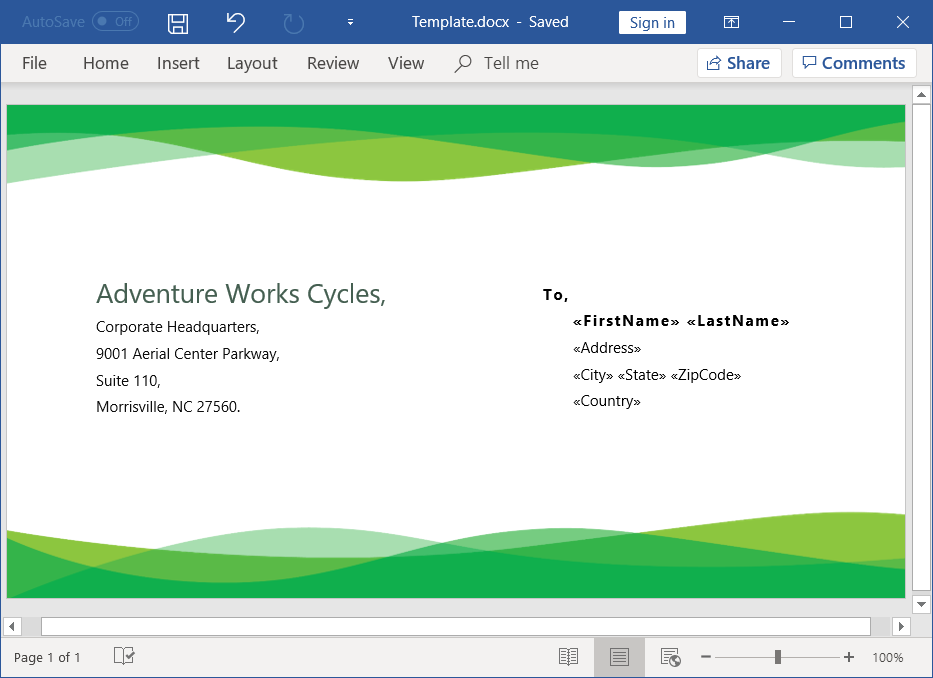 AutoSave Off Template.docx - Saved Sign in
File Home Insert Layout Review View Tell me Share Comments
Adventure Works Cycles,
Corporate Headquarters,
9001 Aerial Center Parkway,
Suite 110,
Morrisville, NC 27560.
To,
«FirstName» «LastName»
«Address»
«City» «State» «ZipCode»
«Country»
Page 1 of 1 100%